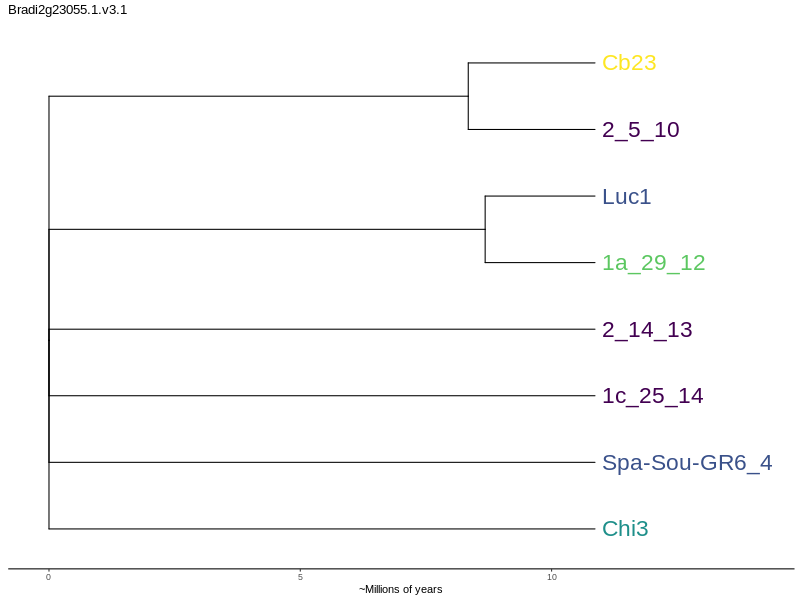 Bradi2g23055.1.v3.1
Cb23
2_5_10
Luc1
1a_29_12
2_14_13
1c_25_14
Spa-Sou-GR6_4
Chi3
0 5 10
~Millions of years